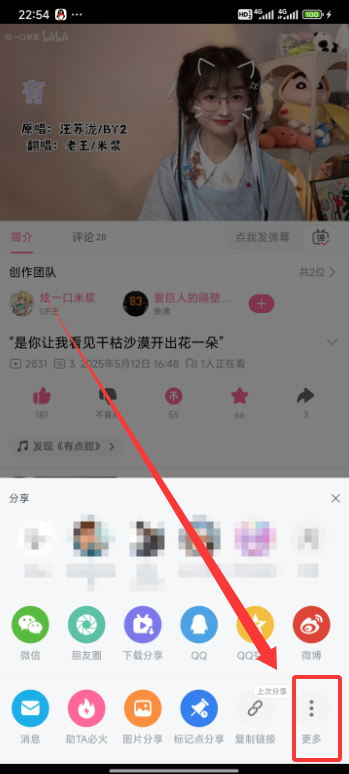 22:54
HD 4G 4G 100
炫一口米浆 bilibili
有
原唱：汪苏泷/BY2
翻唱：老王/米浆
简介 评论 28 点我发弹幕 弹
创作团队 共2位
炫一口米浆 爱巨人的隔壁...
UP主 参演
83
“是你让我看见干枯沙漠开出花一朵”
2831 3 2025年5月12日 16:48 1人正在看
187 不喜 55 66 3
发现《有点甜》
分享
微信 朋友圈 下载分享 QQ QQ空 微博
上次分享
消息 助TA必火 图片分享 标记点分享 复制链接 更多